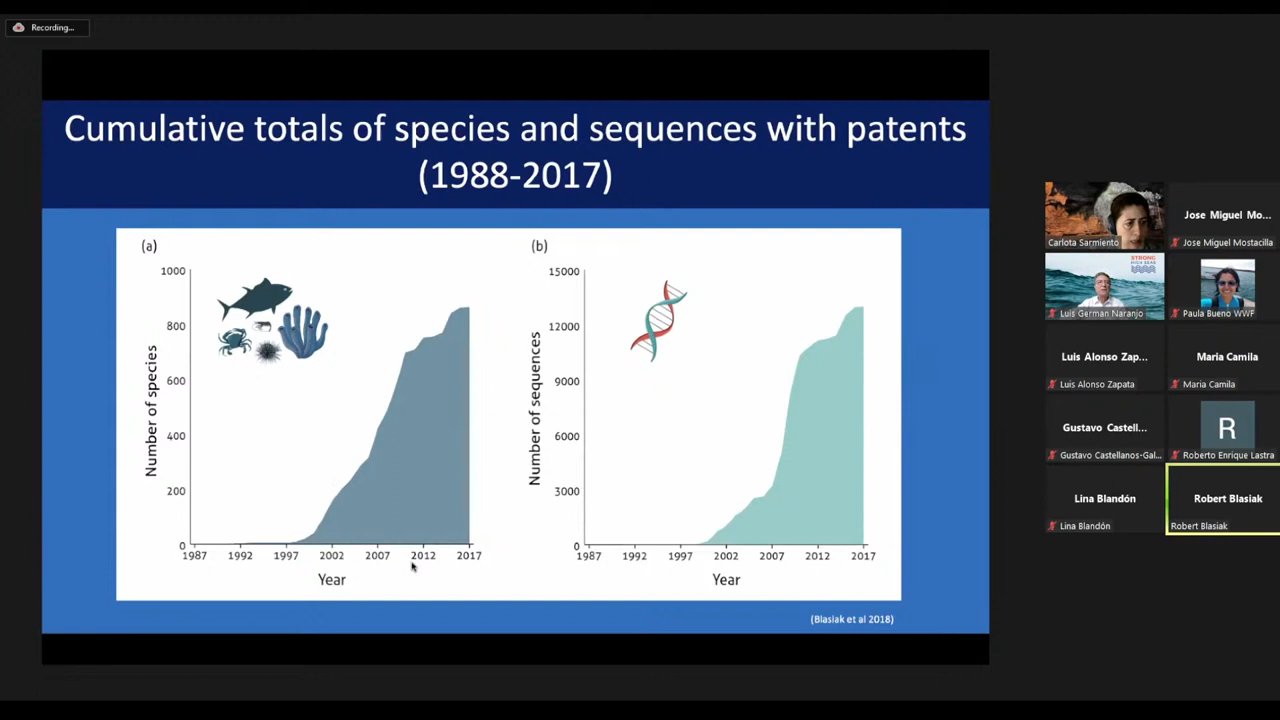 Recording...
Cumulative totals of species and sequences with patents
(1988-2017)
(a)
1000
800
600
400
200
0
Number of species
1987 1992 1997 2002 2007 2012 2017
Year
(b)
15000
12000
9000
6000
3000
0
Number of sequences
1987 1992 1997 2002 2007 2012 2017
Year
(Blasiak et al 2018)
Carlota Sarmiento
Jose Miguel Mo...
Jose Miguel Mostacilla
STRONG
HIGH SEAS
Luis German Naranjo
Paula Bueno WWF
Luis Alonso Zap...
Luis Alonso Zapata
Maria Camila
Maria Camila
Gustavo Castell...
Gustavo Castellanos-Gal...
R
Roberto Enrique Lastra
Lina Blandón
Lina Blandón
Robert Blasiak
Robert Blasiak